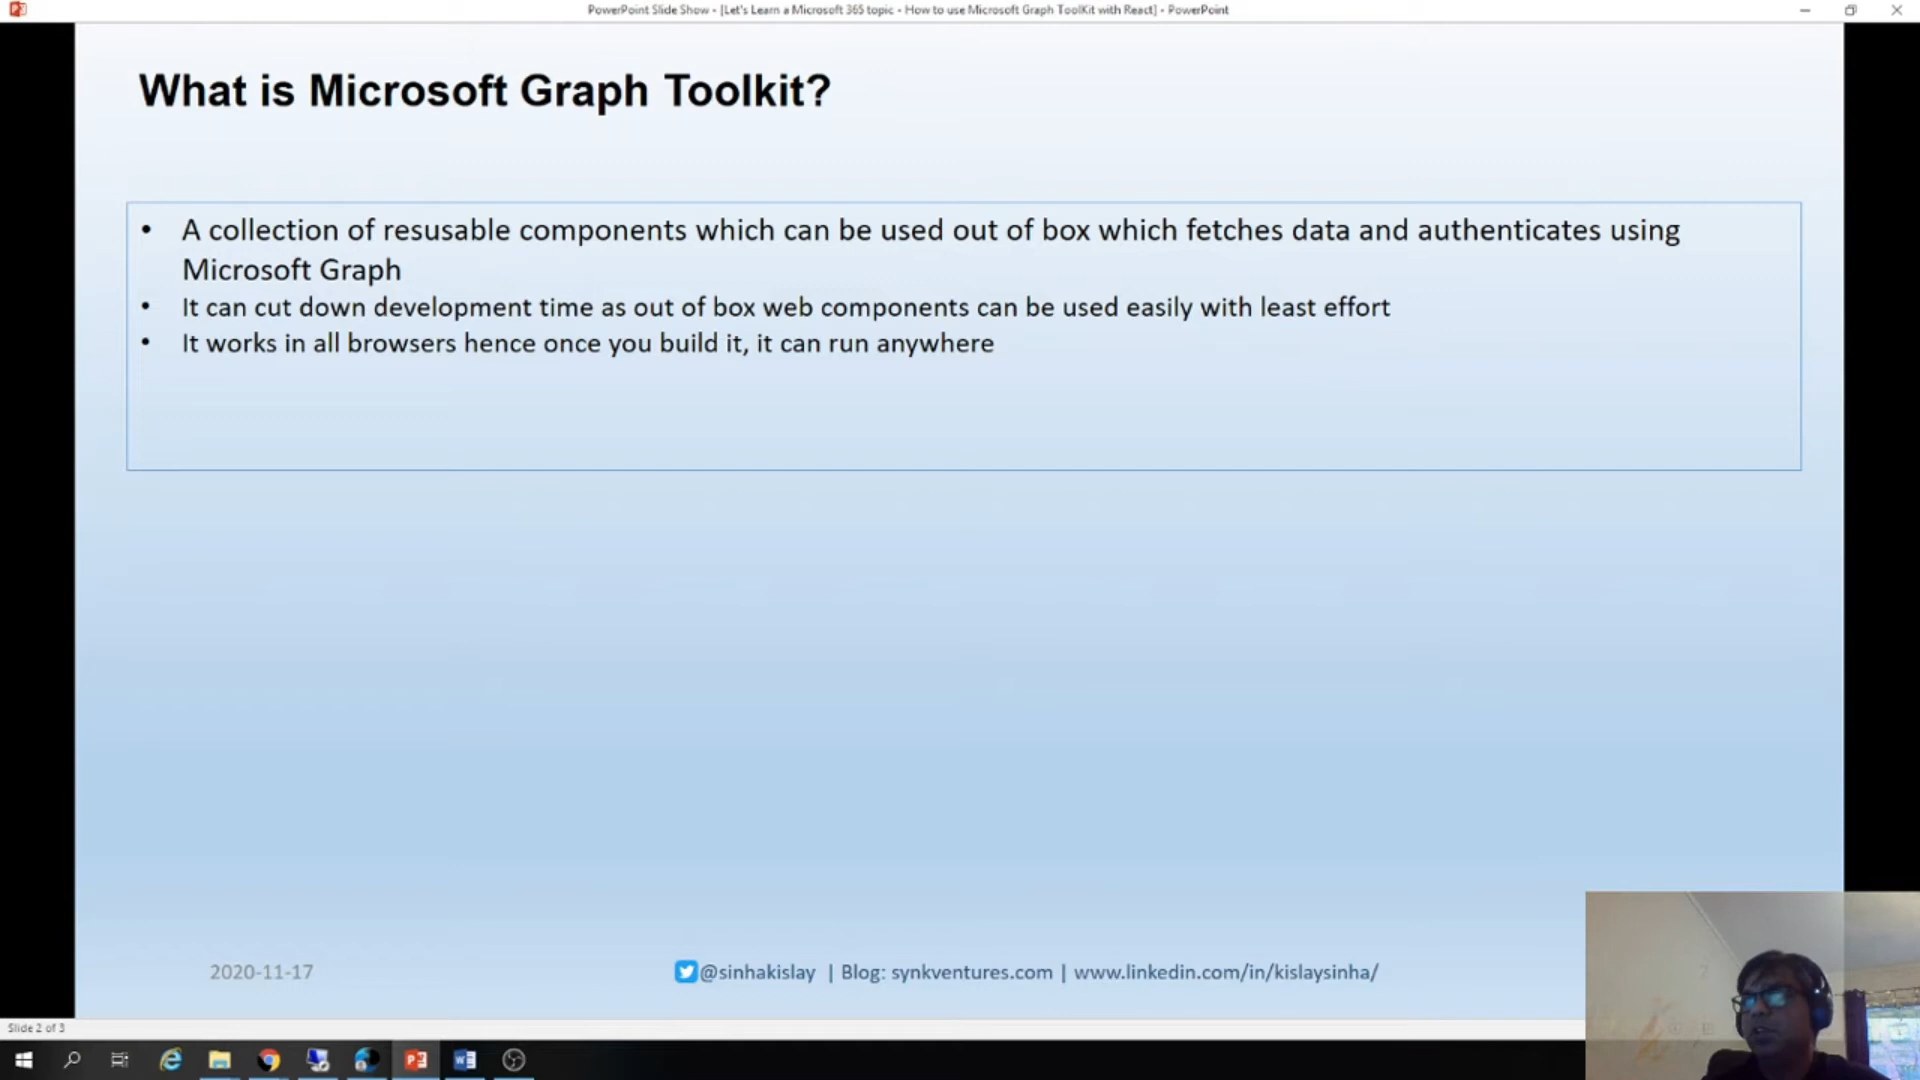 PowerPoint Slide Show - [Let's Learn a Microsoft 365 topic - How to use Microsoft Graph ToolKit with React] - PowerPoint
What is Microsoft Graph Toolkit?
• A collection of resusable components which can be used out of box which fetches data and authenticates using
Microsoft Graph
• It can cut down development time as out of box web components can be used easily with least effort
• It works in all browsers hence once you build it, it can run anywhere
2020-11-17
@sinhakislay | Blog: synkventures.com | www.linkedin.com/in/kislaysinha/
Slide 2 of 3